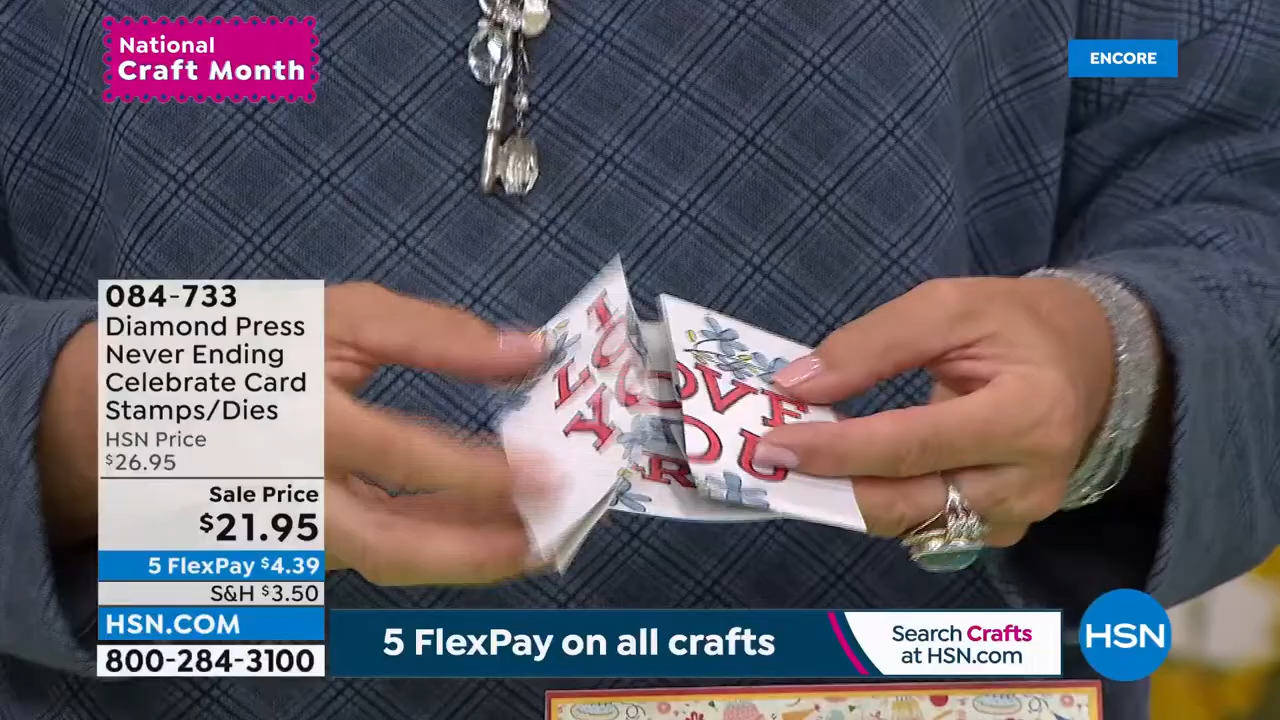 National
Craft Month
ENCORE
084-733
Diamond Press
Never Ending
Celebrate Card
Stamps/Dies
HSN Price
$26.95
Sale Price
$21.95
5 FlexPay $4.39
S&H $3.50
HSN.COM
800-284-3100
OVE
OU
5 FlexPay on all crafts
Search Crafts
at HSN.com
HSN